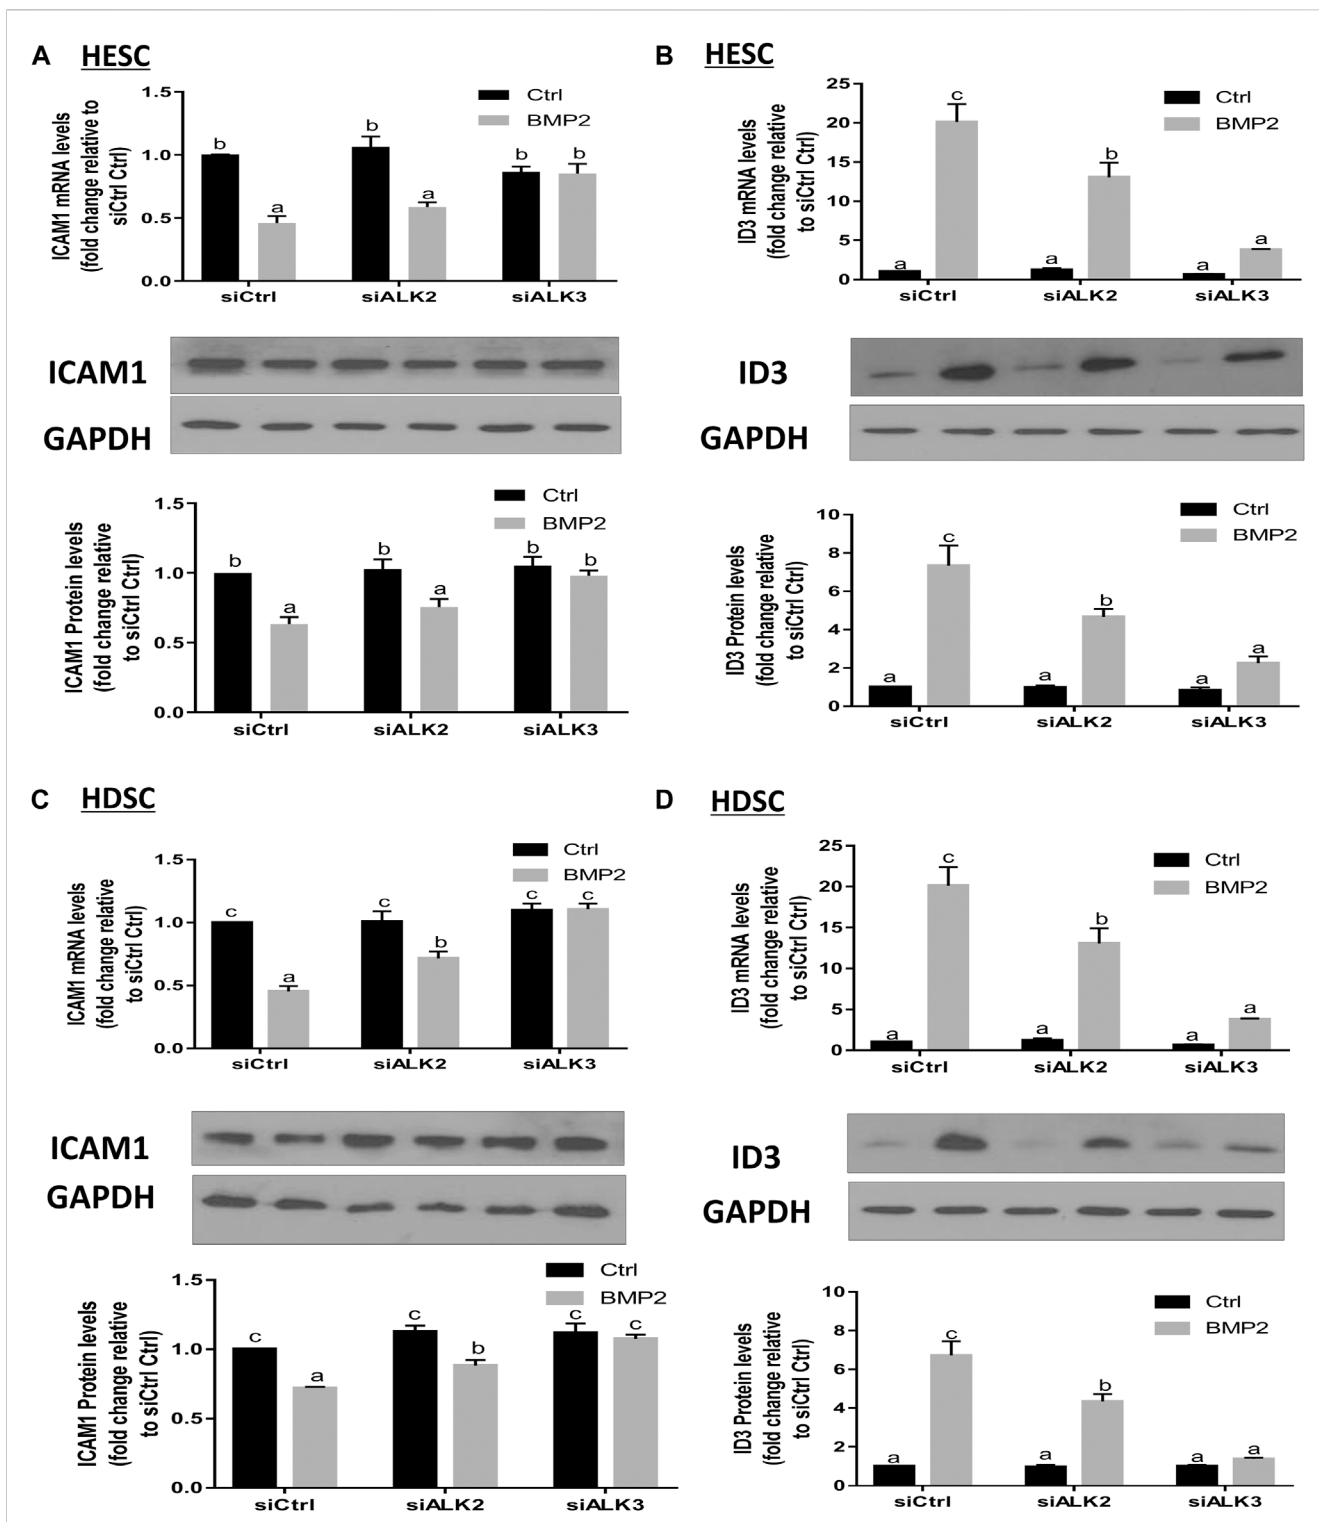 A HESC
ICAM1 mRNA levels
(fold change relative to
siCtrl Ctrl)
1.5
1.0
0.5
0.0
Ctrl
BMP2
b
a
b
a
b
b
siCtrl
siALK2
siALK3
ICAM1
GAPDH
ICAM1 Protein levels
(fold change relative
to siCtrl Ctrl)
1.5
1.0
0.5
0.0
Ctrl
BMP2
b
a
b
a
b
b
siCtrl
siALK2
siALK3
B HESC
ID3 mRNA levels
(fold change relative
to siCtrl Ctrl)
25
20
15
10
5
0
Ctrl
BMP2
a
c
a
b
a
a
siCtrl
siALK2
siALK3
ID3
GAPDH
ID3 Protein levels
(fold change relative
to siCtrl Ctrl)
10
8
6
4
2
0
Ctrl
BMP2
a
c
a
b
a
a
siCtrl
siALK2
siALK3
C HDSC
ICAM1 mRNA levels
(fold change relative
to siCtrl Ctrl)
1.5
1.0
0.5
0.0
Ctrl
BMP2
c
a
c
b
c
c
siCtrl
siALK2
siALK3
ICAM1
GAPDH
ICAM1 Protein levels
(fold change relative
to siCtrl Ctrl)
1.5
1.0
0.5
0.0
Ctrl
BMP2
c
a
c
b
c
c
siCtrl
siALK2
siALK3
D HDSC
ID3 mRNA levels
(fold change relative
to siCtrl Ctrl)
25
20
15
10
5
0
Ctrl
BMP2
a
c
a
b
a
a
siCtrl
siALK2
siALK3
ID3
GAPDH
ID3 Protein levels
(fold change relative
to siCtrl Ctrl)
10
8
6
4
2
0
Ctrl
BMP2
a
c
a
b
a
a
siCtrl
siALK2
siALK3